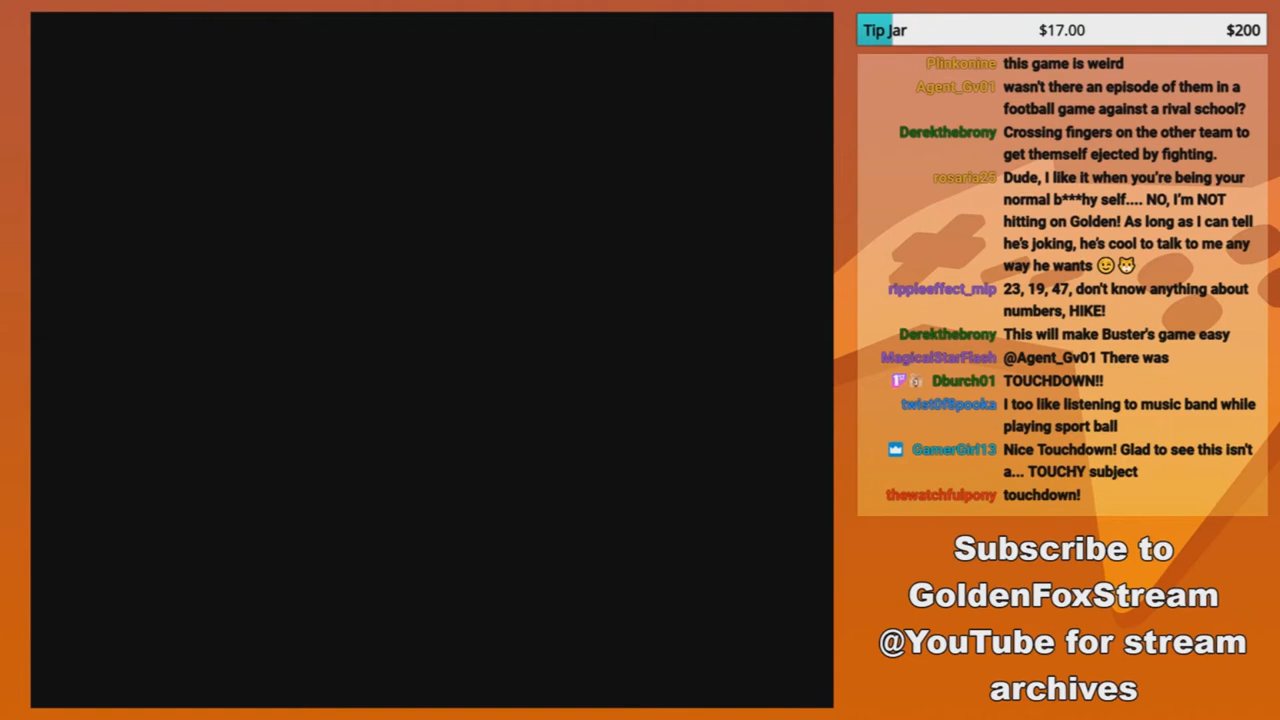 Tip Jar $17.00 $200
Plinkonine this game is weird
Agent_Gv01 wasn't there an episode of them in a
football game against a rival school?
Derekthebrony Crossing fingers on the other team to
get themself ejected by fighting.
rosaria25 Dude, I like it when you're being your
normal b***hy self.... NO, I'm NOT
hitting on Golden! As long as I can tell
he's joking, he's cool to talk to me any
way he wants 😉🐹
rippleeffect_mlp 23, 19, 47, don't know anything about
numbers, HIKE!
Derekthebrony This will make Buster's game easy
MagicalStarFlash @Agent_Gv01 There was
Dburch01 TOUCHDOWN!!
twist0f8pooka I too like listening to music band while
playing sport ball
GamerGirl13 Nice Touchdown! Glad to see this isn't
a... TOUCHY subject
thewatchfulpony touchdown!
Subscribe to
GoldenFoxStream
@YouTube for stream
archives